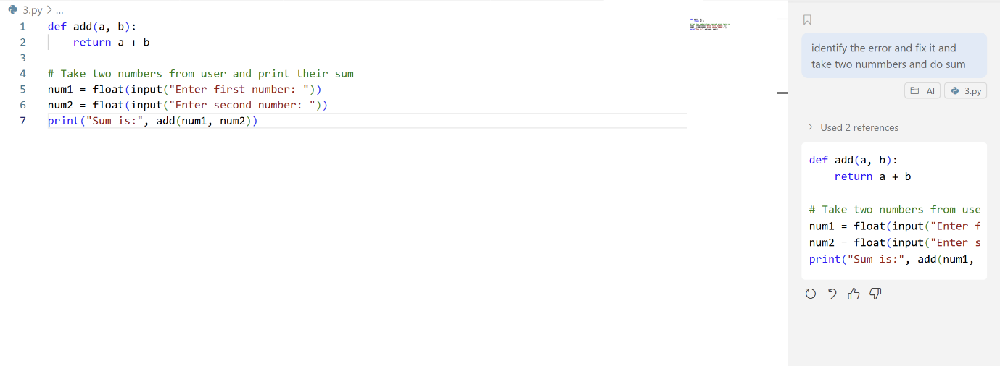 3.py > ...
1 def add(a, b):
2     return a + b
3
4 # Take two numbers from user and print their sum
5 num1 = float(input("Enter first number: "))
6 num2 = float(input("Enter second number: "))
7 print("Sum is:", add(num1, num2))
identify the error and fix it and
take two nummbers and do sum
AI 3.py
> Used 2 references
def add(a, b):
    return a + b
# Take two numbers from use
num1 = float(input("Enter f
num2 = float(input("Enter s
print("Sum is:", add(num1,